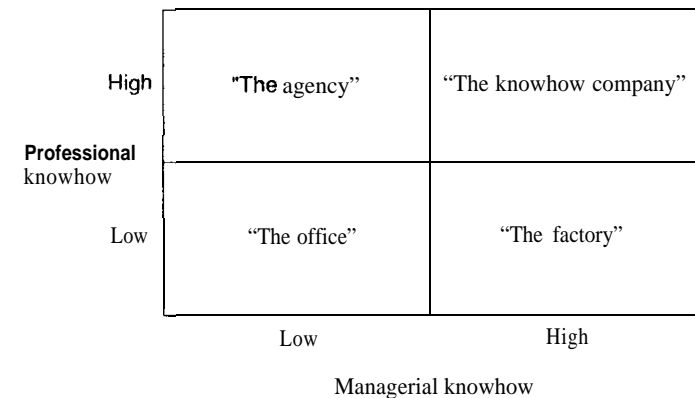 High "The agency” “The knowhow company”
Professional
knowhow
Low “The office” “The factory”
Low High
Managerial knowhow